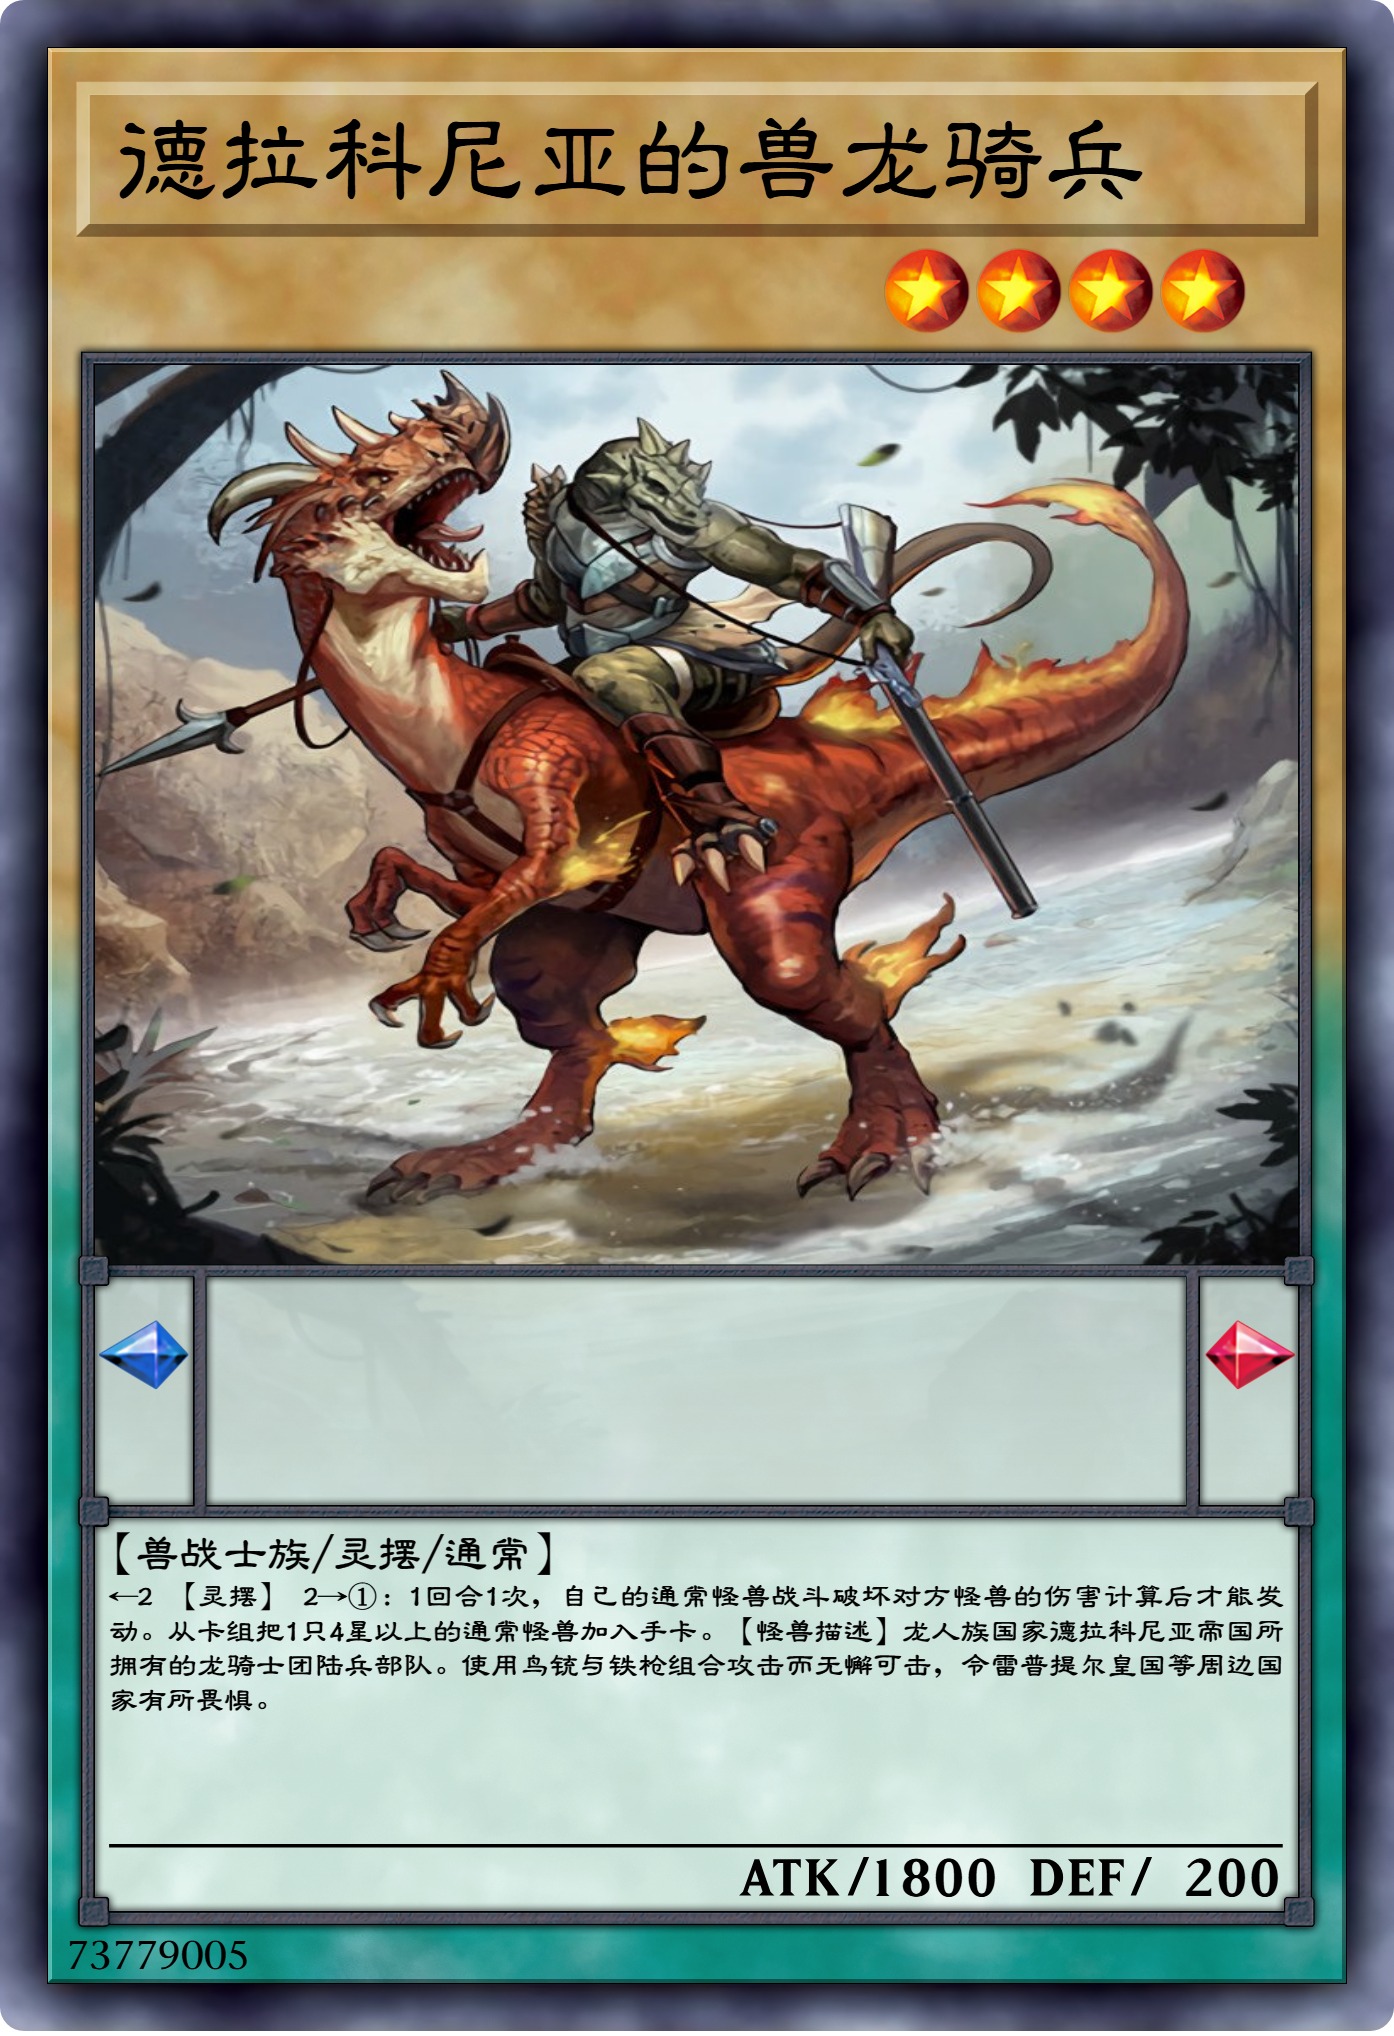 德拉科尼亚的兽龙骑兵
【兽战士族/灵摆/通常】
←2 【灵摆】 2→①：1回合1次，自己的通常怪兽战斗破坏对方怪兽的伤害计算后才能发
动。从卡组把1只4星以上的通常怪兽加入手卡。【怪兽描述】龙人族国家德拉科尼亚帝国所
拥有的龙骑士团陆兵部队。使用鸟铳与铁枪组合攻击而无懈可击，令雷普提尔皇国等周边国
家有所畏惧。
ATK/1800 DEF/ 200
73779005